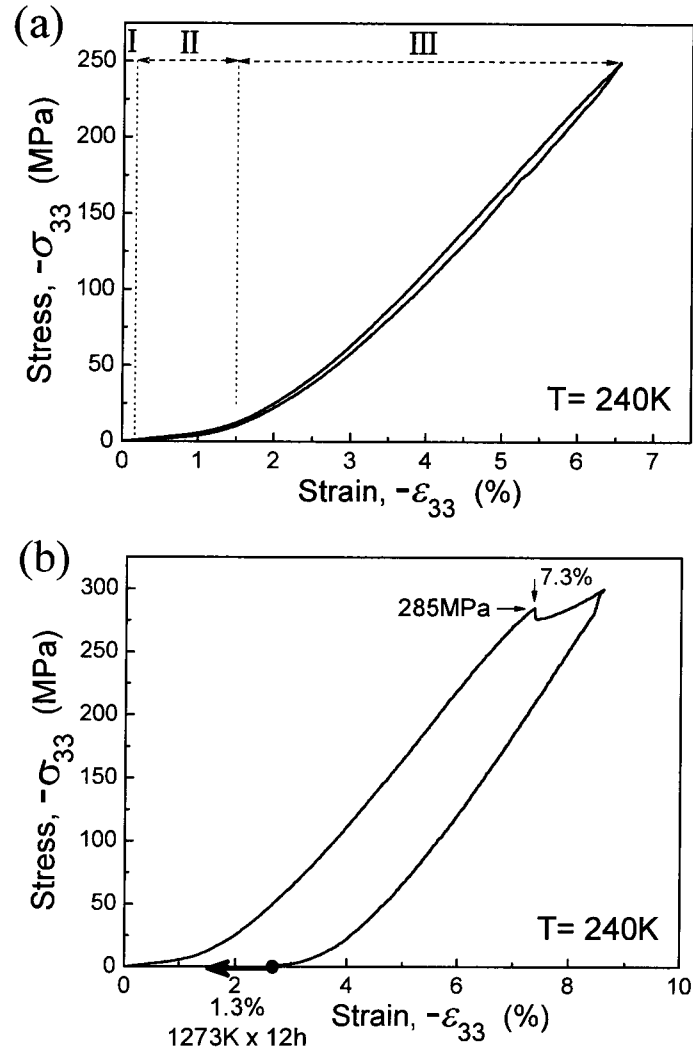 (a)
I II III
250
200
150
100
50
0
Stress, -σ33 (MPa)
T= 240K
0 1 2 3 4 5 6 7
Strain, -ε33 (%)
(b)
300
250
200
150
100
50
0
Stress, -σ33 (MPa)
7.3%
285MPa
T= 240K
0 2 4 6 8 10
1.3%
Strain, -ε33 (%)
1273K x 12h